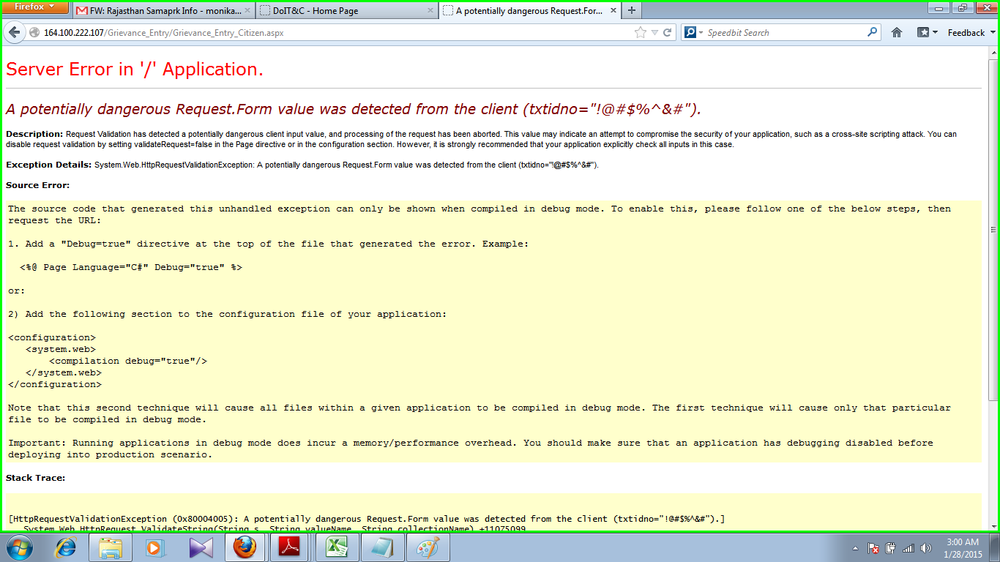 Firefox
FW: Rajasthan Samaprk Info - monika...
DoIT&C - Home Page
A potentially dangerous Request.For...
164.100.222.107/Grievance_Entry/Grievance_Entry_Citizen.aspx
Speedbit Search
Feedback
Server Error in '/' Application.
A potentially dangerous Request.Form value was detected from the client (txtidno="!@#$%^&#").
Description: Request Validation has detected a potentially dangerous client input value, and processing of the request has been aborted. This value may indicate an attempt to compromise the security of your application, such as a cross-site scripting attack. You can
disable request validation by setting validateRequest=false in the Page directive or in the configuration section. However, it is strongly recommended that your application explicitly check all inputs in this case.
Exception Details: System.Web.HttpRequestValidationException: A potentially dangerous Request.Form value was detected from the client (txtidno="!@#$%^&#").
Source Error:
The source code that generated this unhandled exception can only be shown when compiled in debug mode. To enable this, please follow one of the below steps, then
request the URL:
1. Add a "Debug=true" directive at the top of the file that generated the error. Example:
<%@ Page Language="C#" Debug="true" %>
or:
2) Add the following section to the configuration file of your application:
<configuration>
<system.web>
<compilation debug="true"/>
</system.web>
</configuration>
Note that this second technique will cause all files within a given application to be compiled in debug mode. The first technique will cause only that particular
file to be compiled in debug mode.
Important: Running applications in debug mode does incur a memory/performance overhead. You should make sure that an application has debugging disabled before
deploying into production scenario.
Stack Trace:
[HttpRequestValidationException (0x80004005): A potentially dangerous Request.Form value was detected from the client (txtidno="!@#$%^&#").]
System.Web.HttpRequest.ValidateString(String s, String valueName, String collectionName) +11075099
3:00 AM
1/28/2015